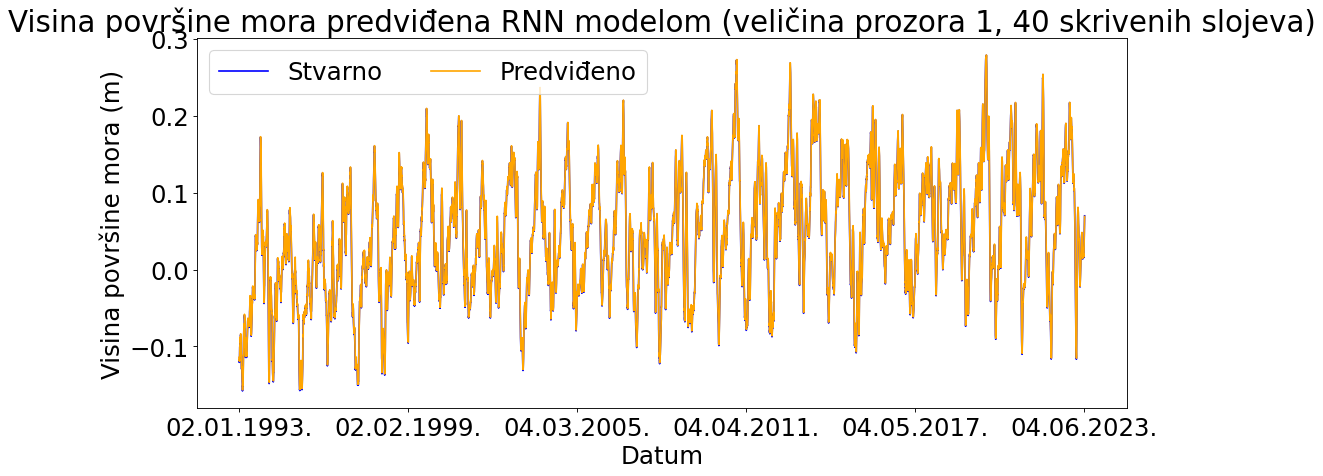 Visina površine mora predviđena RNN modelom (veličina prozora 1, 40 skrivenih slojeva)
Stvarno
Predviđeno
Visina površine mora (m)
0.3
0.2
0.1
0.0
−0.1
02.01.1993.
02.02.1999.
04.03.2005.
04.04.2011.
04.05.2017.
04.06.2023.
Datum